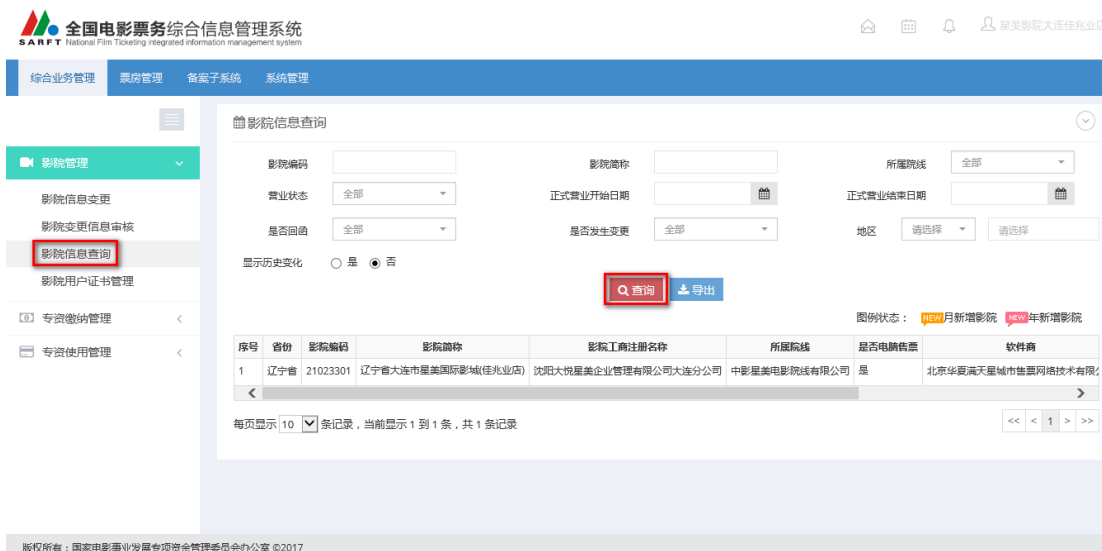 全国电影票务综合信息管理系统
SARFT National Film Ticketing integrated information management system
星美影院大连佳兆业店
综合业务管理 票房管理 备案子系统 系统管理
影院信息查询
影院管理
影院信息变更
影院变更信息审核
影院信息查询
影院用户证书管理
专资缴纳管理
专资使用管理
影院编码 影院简称 所属院线 全部
营业状态 全部 正式营业开始日期 正式营业结束日期
是否回函 全部 是否发生变更 全部 地区 请选择 请选择
显示历史变化 是 否
查询 导出
图例状态： NEW 月新增影院 NEW 年新增影院
序号 省份 影院编码 影院简称 影院工商注册名称 所属院线 是否电脑售票 软件商
1 辽宁省 21023301 辽宁省大连市星美国际影城(佳兆业店) 沈阳大悦星美企业管理有限公司大连分公司 中影星美电影院线有限公司 是 北京华夏满天星城市售票网络技术有限公
每页显示 10 条记录，当前显示 1 到 1 条，共 1 条记录
<< < 1 > >>
版权所有：国家电影事业发展专项资金管理委员会办公室 ©2017